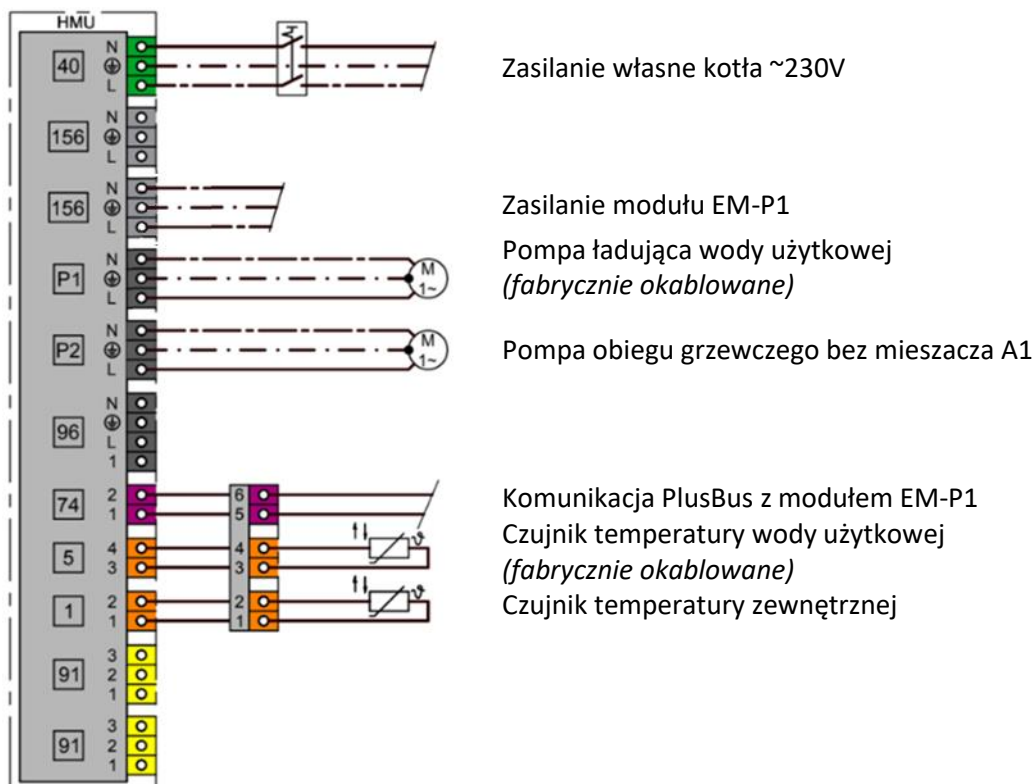 HMU
40
N
L
Zasilanie własne kotła ~230V
156
N
L
156
N
L
Zasilanie modułu EM-P1
P1
N
L
M
1~
Pompa ładująca wody użytkowej
(fabrycznie okablowane)
P2
N
L
M
1~
Pompa obiegu grzewczego bez mieszacza A1
96
N
L
1
74
2
1
6
5
Komunikacja PlusBus z modułem EM-P1
5
4
3
4
3
ϑ
Czujnik temperatury wody użytkowej
(fabrycznie okablowane)
1
2
1
2
1
ϑ
Czujnik temperatury zewnętrznej
91
3
2
1
91
3
2
1